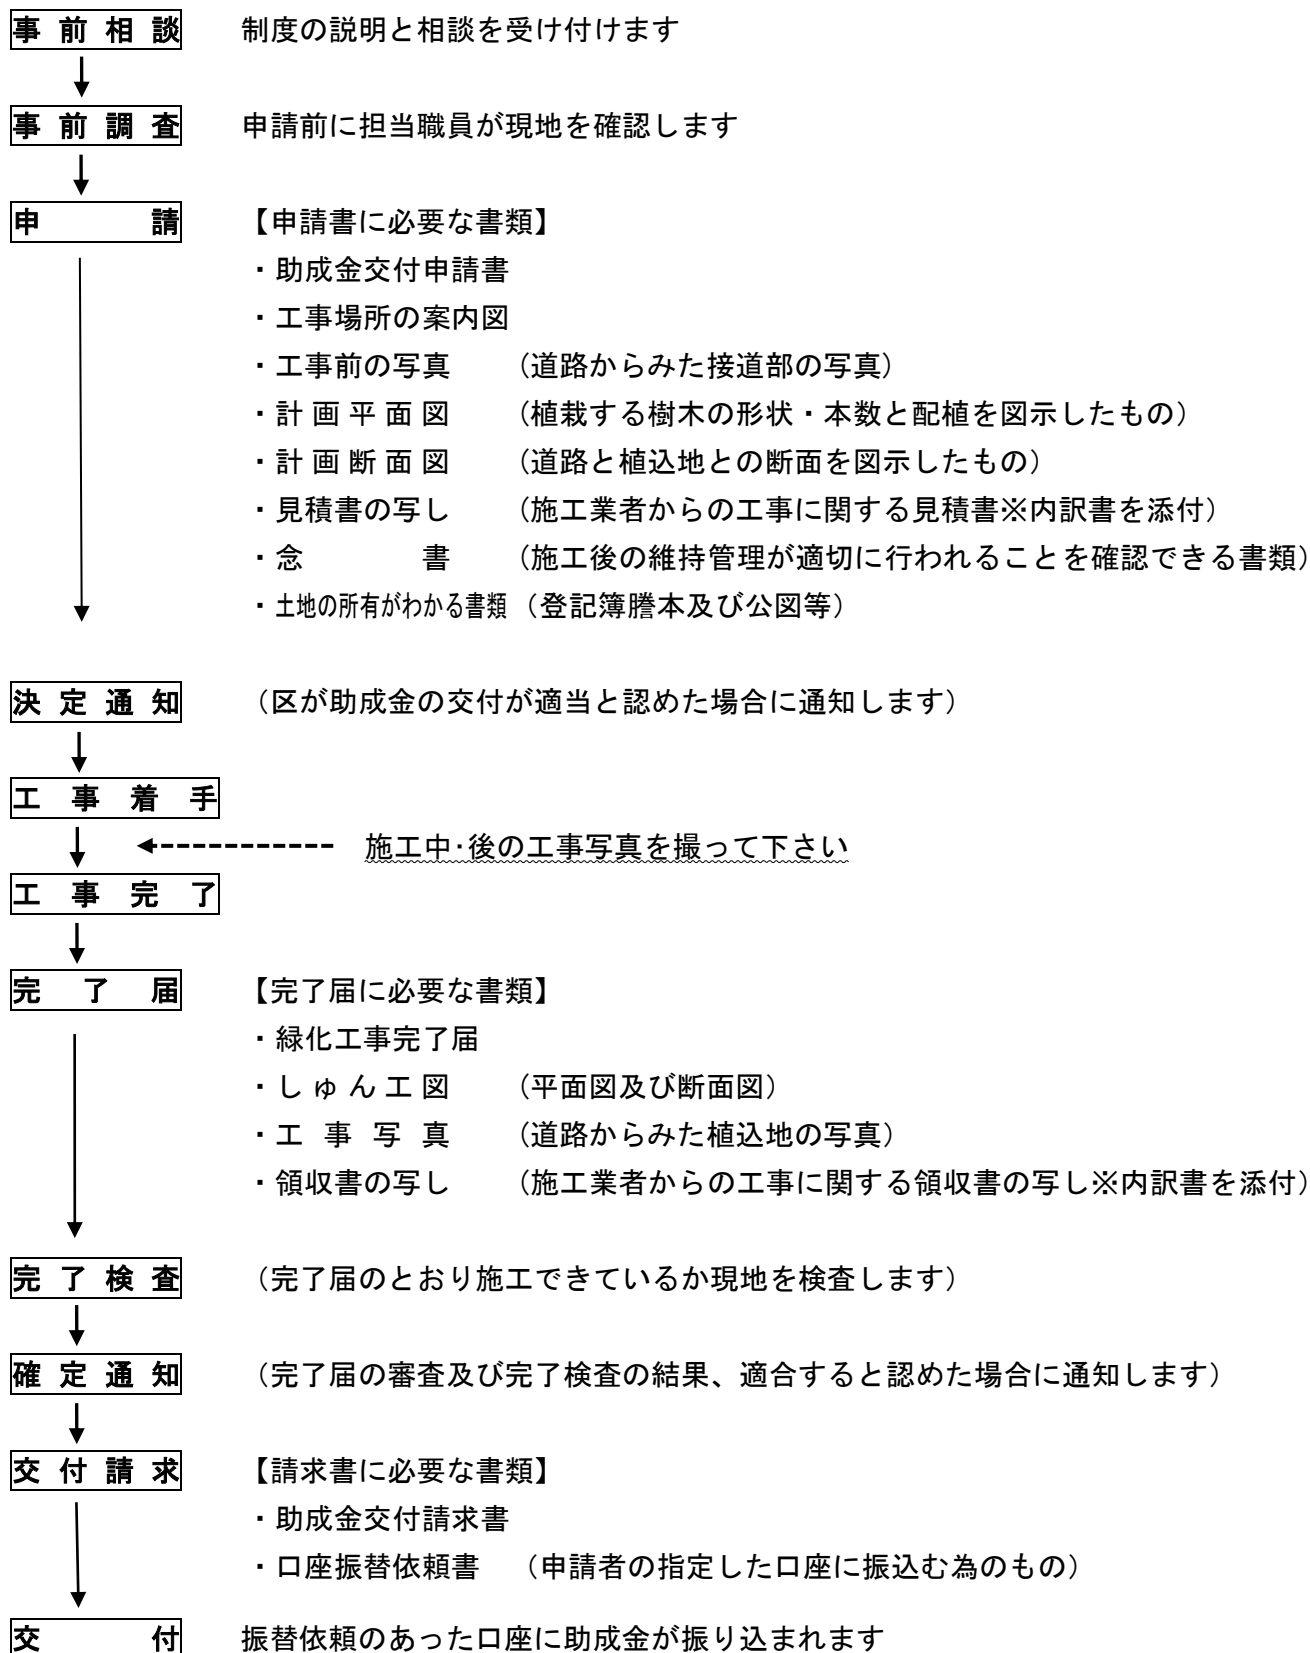 事前相談　制度の説明と相談を受け付けます
事前調査　申請前に担当職員が現地を確認します
申請　【申請書に必要な書類】
・助成金交付申請書
・工事場所の案内図
・工事前の写真　（道路からみた接道部の写真）
・計画平面図　（植栽する樹木の形状・本数と配植を図示したもの）
・計画断面図　（道路と植込地との断面を図示したもの）
・見積書の写し　（施工業者からの工事に関する見積書※内訳書を添付）
・念書　（施工後の維持管理が適切に行われることを確認できる書類）
・土地の所有がわかる書類（登記簿謄本及び公図等）
決定通知　（区が助成金の交付が適当と認めた場合に通知します）
工事着手
施工中・後の工事写真を撮って下さい
工事完了
完了届　【完了届に必要な書類】
・緑化工事完了届
・しゅん工図　（平面図及び断面図）
・工事写真　（道路からみた植込地の写真）
・領収書の写し　（施工業者からの工事に関する領収書の写し※内訳書を添付）
完了検査　（完了届のとおり施工できているか現地を検査します）
確定通知　（完了届の審査及び完了検査の結果、適合すると認めた場合に通知します）
交付請求　【請求書に必要な書類】
・助成金交付請求書
・口座振替依頼書　（申請者の指定した口座に振込む為のもの）
交付　振替依頼のあった口座に助成金が振り込まれます